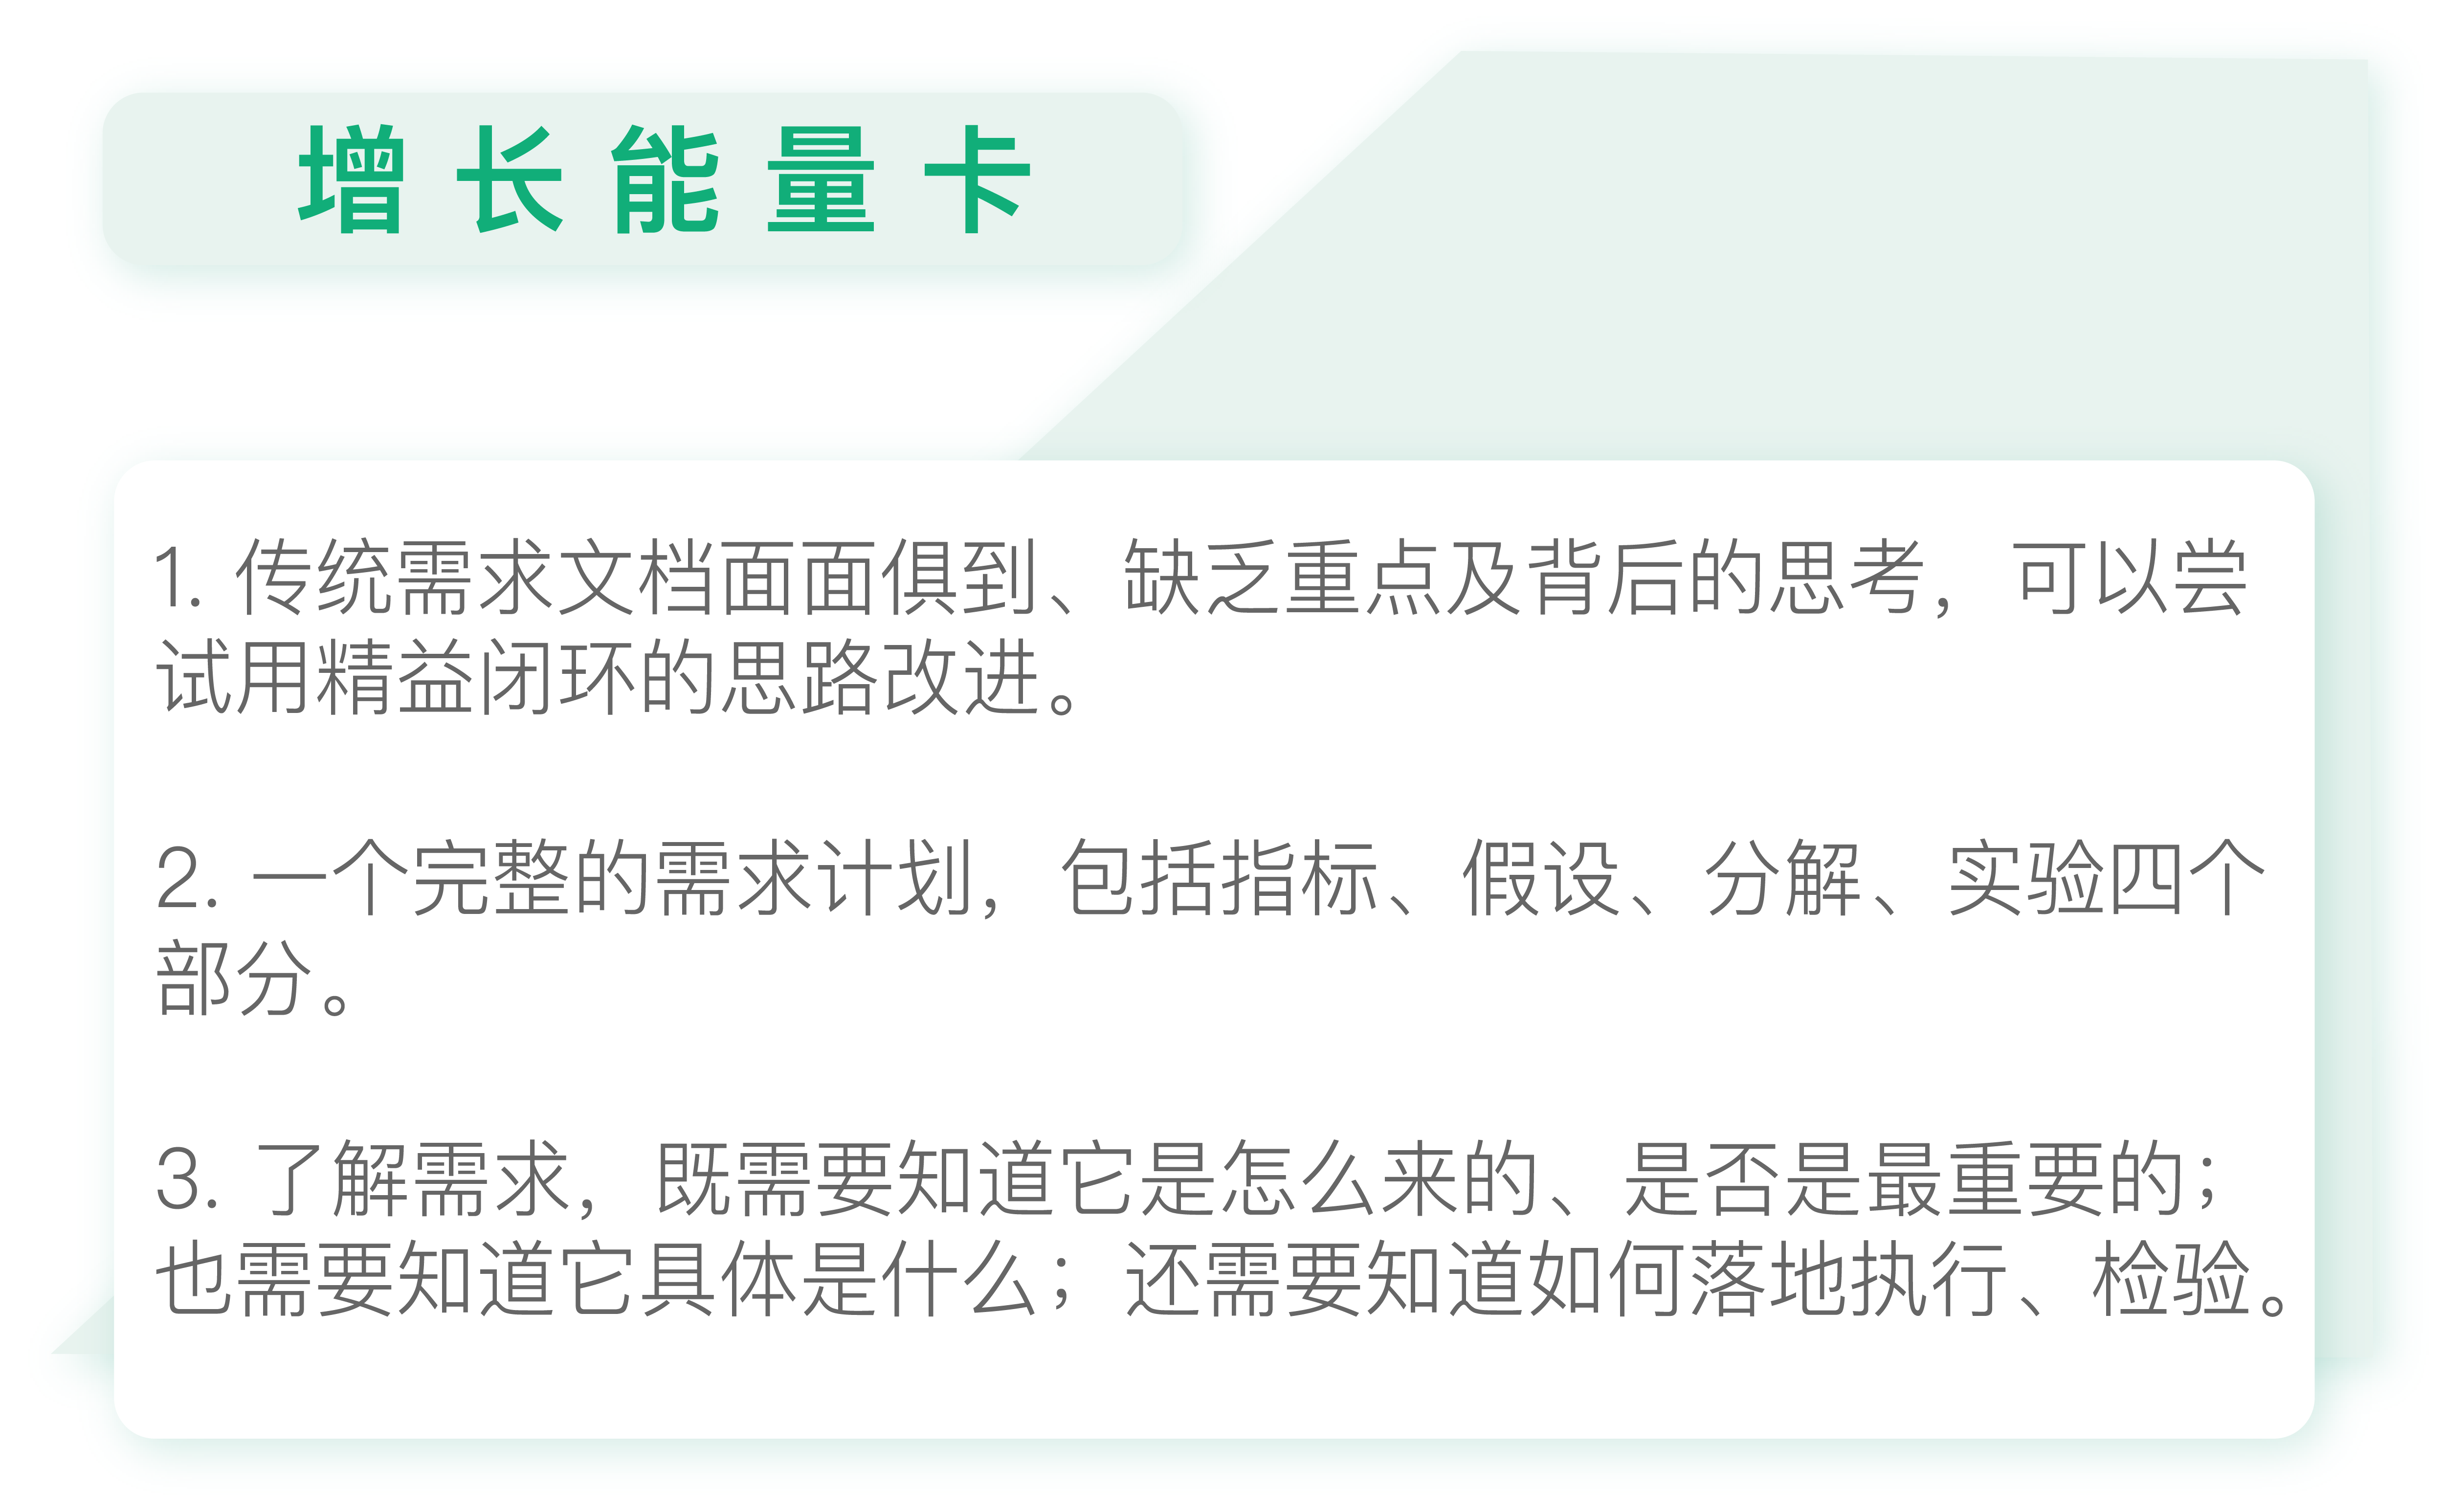 增长能量卡
1. 传统需求文档面面俱到、缺乏重点及背后的思考，可以尝
试用精益闭环的思路改进。
2. 一个完整的需求计划，包括指标、假设、分解、实验四个
部分。
3. 了解需求，既需要知道它是怎么来的、是否是最重要的；
也需要知道它具体是什么；还需要知道如何落地执行、检验。